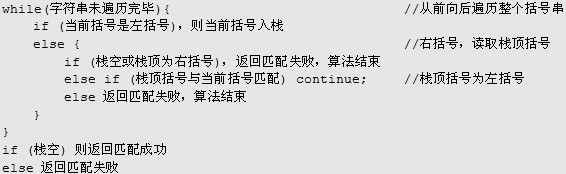 while(字符串未遍历完毕){ //从前向后遍历整个括号串
if (当前括号是左括号)，则当前括号入栈
else { //右括号，读取栈顶括号
if (栈空或栈顶为右括号)，返回匹配失败，算法结束
else if (栈顶括号与当前括号匹配) continue; //栈顶括号为左括号
else 返回匹配失败，算法结束
}
}
if (栈空) 则返回匹配成功
else 返回匹配失败